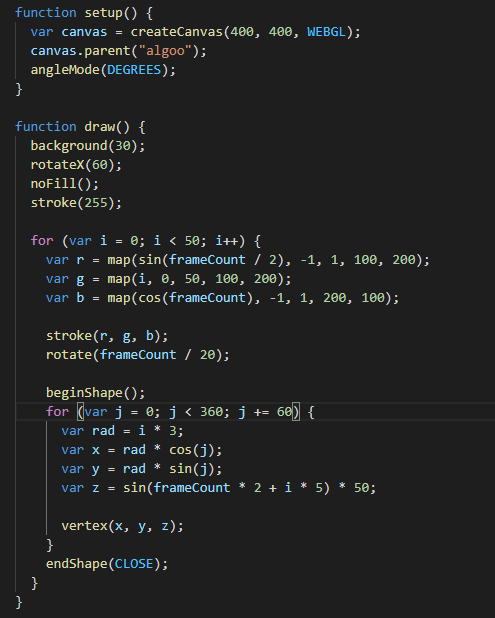 function setup() {
  var canvas = createCanvas(400, 400, WEBGL);
  canvas.parent("algoo");
  angleMode(DEGREES);
}

function draw() {
  background(30);
  rotateX(60);
  noFill();
  stroke(255);

  for (var i = 0; i < 50; i++) {
    var r = map(sin(frameCount / 2), -1, 1, 100, 200);
    var g = map(i, 0, 50, 100, 200);
    var b = map(cos(frameCount), -1, 1, 200, 100);

    stroke(r, g, b);
    rotate(frameCount / 20);

    beginShape();
    for (var j = 0; j < 360; j += 60) {
      var rad = i * 3;
      var x = rad * cos(j);
      var y = rad * sin(j);
      var z = sin(frameCount * 2 + i * 5) * 50;

      vertex(x, y, z);
    }
    endShape(CLOSE);
  }
}